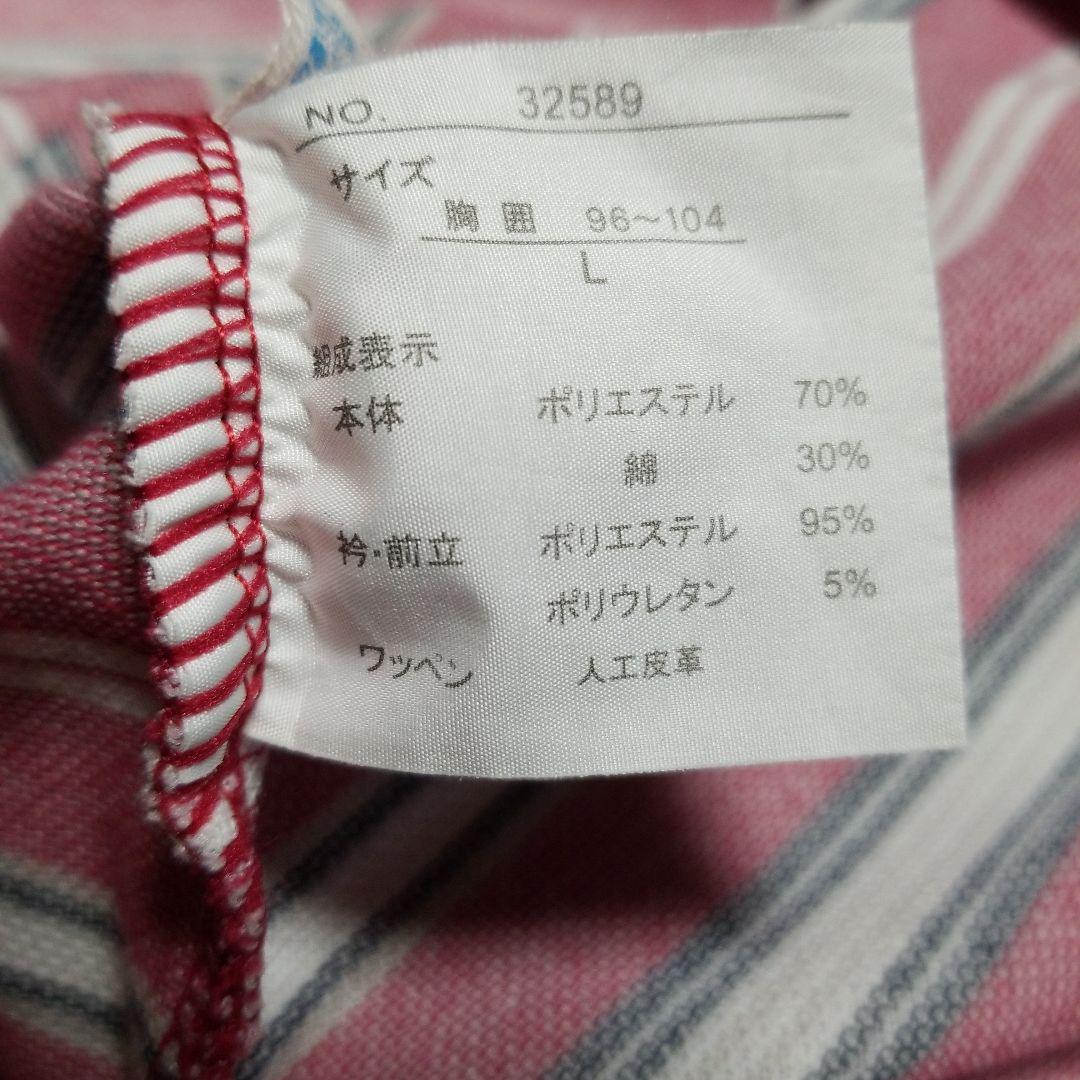 NO. 32589
サイズ
胸囲 96〜104
L
組成表示
本体 ポリエステル 70%
綿 30%
衿・前立 ポリエステル 95%
ポリウレタン 5%
ワッペン 人工皮革